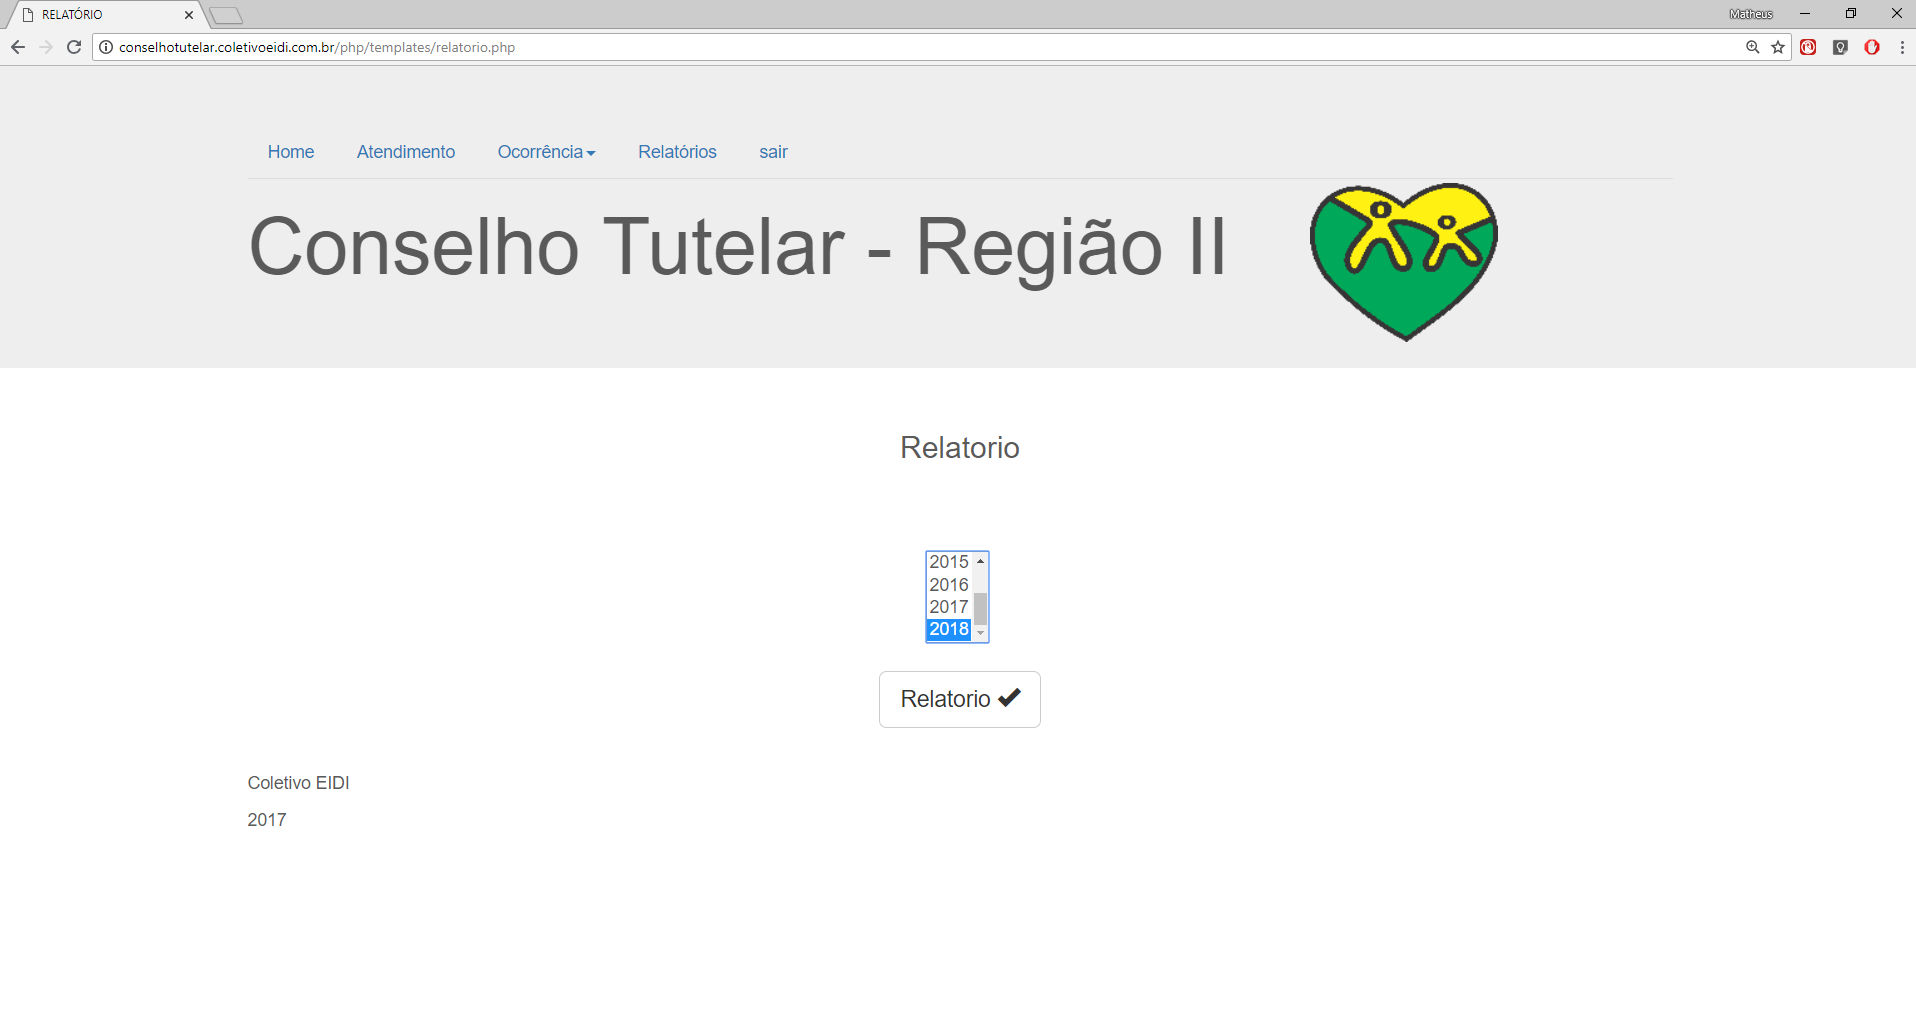 RELATÓRIO
Matheus
conselhotutelar.coletivoeidi.com.br/php/templates/relatorio.php
Home Atendimento Ocorrência Relatórios sair
Conselho Tutelar - Região II
Relatorio
2015
2016
2017
2018
Relatorio
Coletivo EIDI
2017